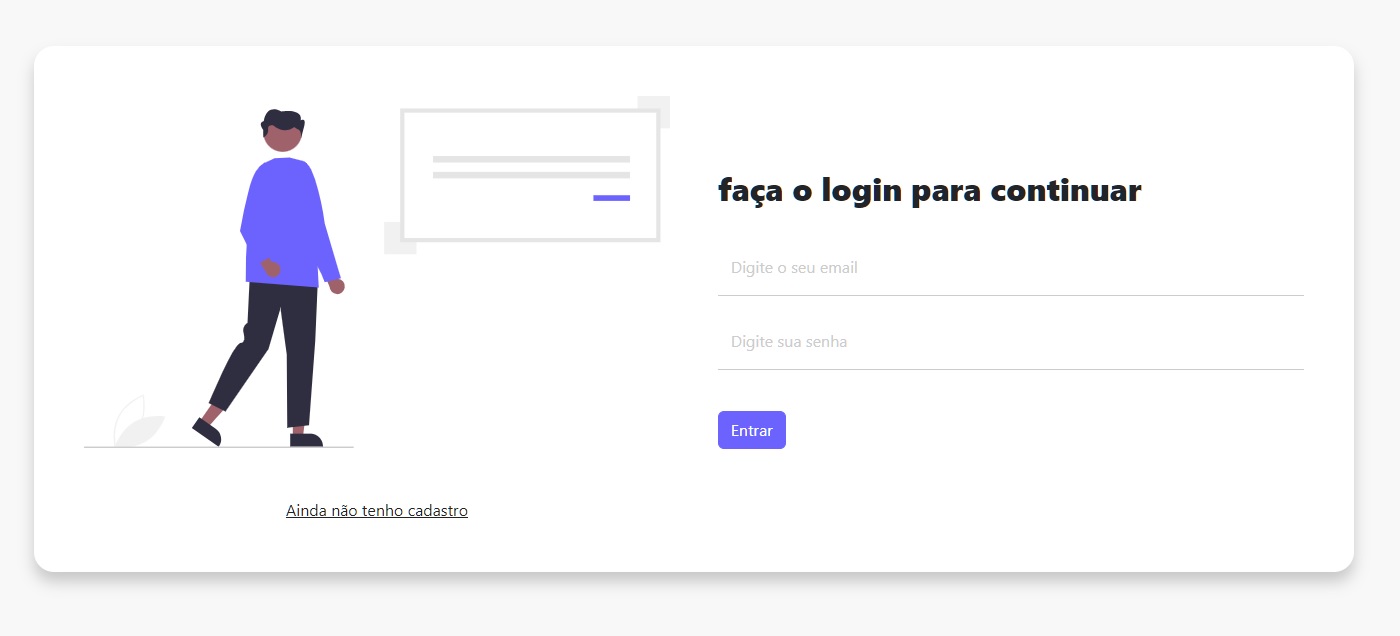 faça o login para continuar
Digite o seu email
Digite sua senha
Entrar
Ainda não tenho cadastro